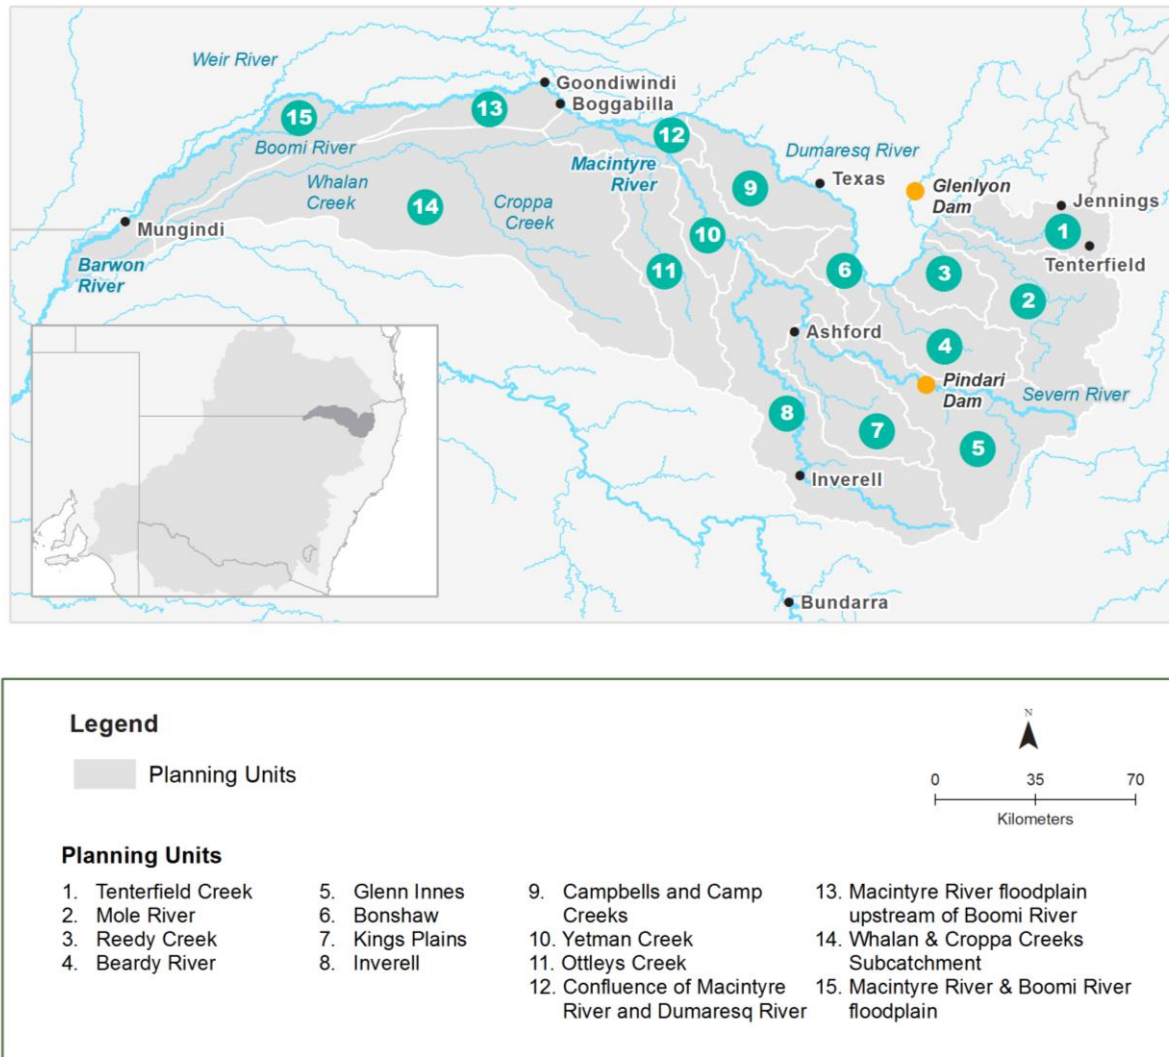 Weir River
Goondiwindi
Boggabilla
15
13
12
Boomi River
Macintyre
River
Dumaresq River
9
Texas
Glenlyon
Dam
Jennings
1
Whalan
Creek
14
Croppa
Creek
Mungindi
10
Tenterfield
Barwon
River
11
6
3
2
Ashford
4
Pindari
Dam
Severn River
8
7
5
Inverell
Bundarra
Legend
Planning Units
N
0 35 70
Kilometers
Planning Units
1. Tenterfield Creek
2. Mole River
3. Reedy Creek
4. Beardy River
5. Glenn Innes
6. Bonshaw
7. Kings Plains
8. Inverell
9. Campbells and Camp
Creeks
10. Yetman Creek
11. Ottleys Creek
12. Confluence of Macintyre
River and Dumaresq River
13. Macintyre River floodplain
upstream of Boomi River
14. Whalan & Croppa Creeks
Subcatchment
15. Macintyre River & Boomi River
floodplain